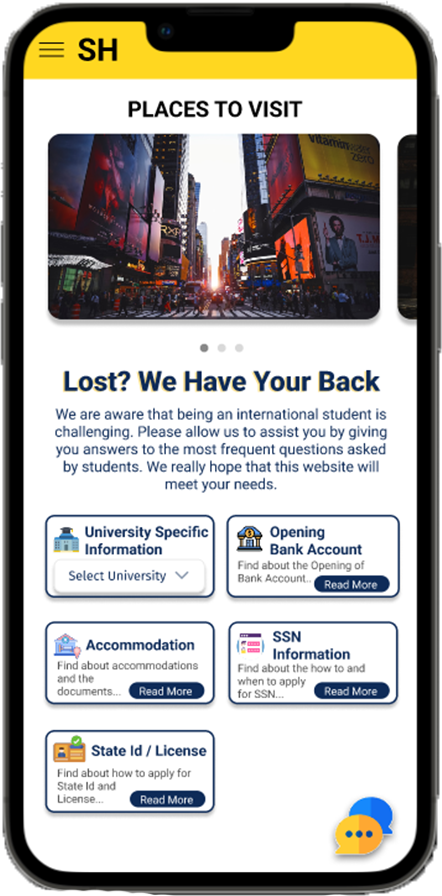 SH
PLACES TO VISIT
Vitaminwater
zero
Lost? We Have Your Back
We are aware that being an international student is
challenging. Please allow us to assist you by giving
you answers to the most frequent questions asked
by students. We really hope that this website will
meet your needs.
University Specific
Information
Select University
Opening
Bank Account
Find about the Opening of
Bank Account..
Read More
Accommodation
Find about accommodations
and the
documents...
Read More
SSN
Information
Find about the how to and
when to apply
for SSN...
Read More
State Id / License
Find about how to apply for
State Id and
License...
Read More